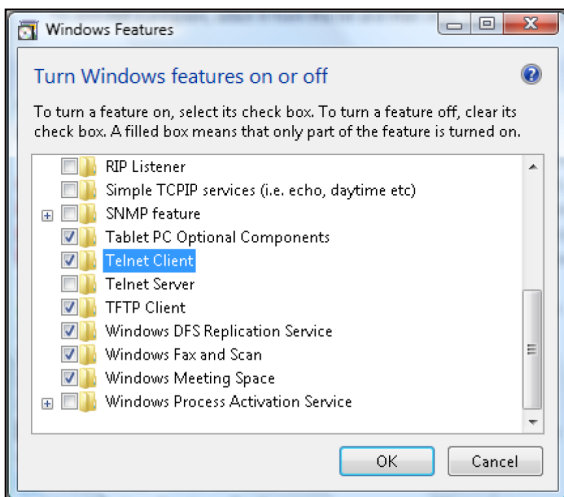 Windows Features
Turn Windows features on or off
To turn a feature on, select its check box. To turn a feature off, clear its
check box. A filled box means that only part of the feature is turned on.
RIP Listener
Simple TCPIP services (i.e. echo, daytime etc)
SNMP feature
Tablet PC Optional Components
Telnet Client
Telnet Server
TFTP Client
Windows DFS Replication Service
Windows Fax and Scan
Windows Meeting Space
Windows Process Activation Service
OK
Cancel